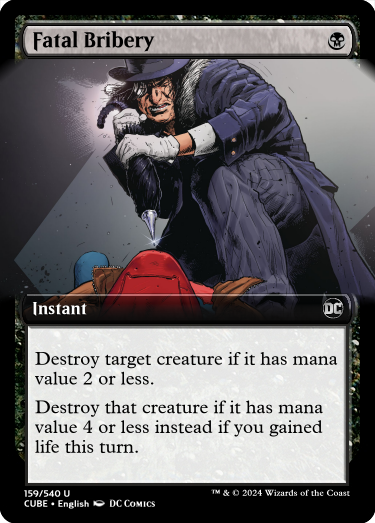 Fatal Bribery
Instant
DC
Destroy target creature if it has mana
value 2 or less.
Destroy that creature if it has mana
value 4 or less instead if you gained
life this turn.
159/540 U
CUBE • English DC Comics
™ & © 2024 Wizards of the Coast